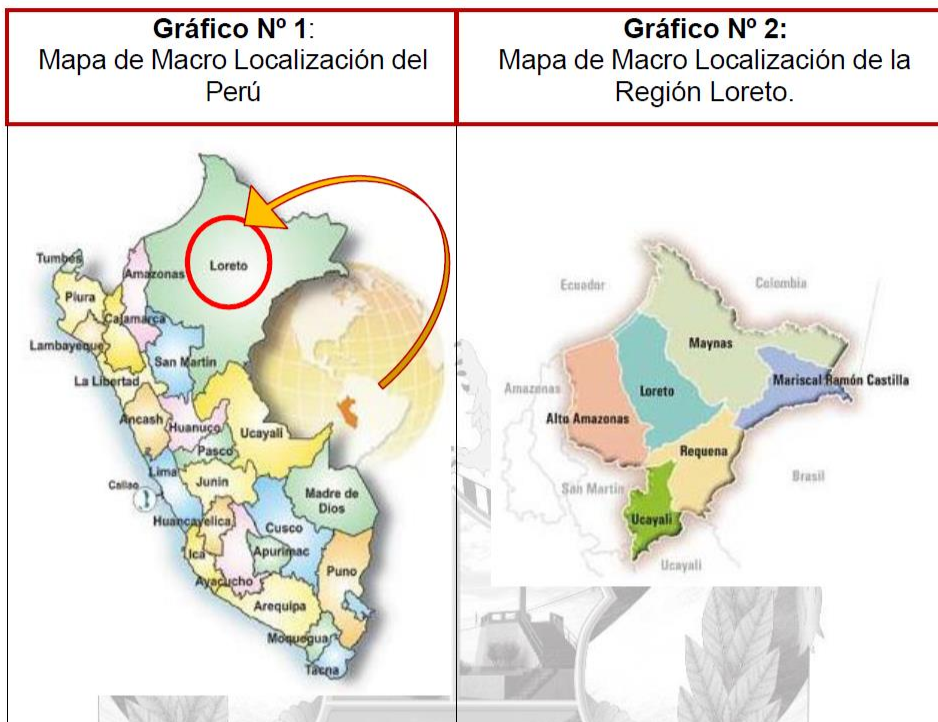 Gráfico Nº 1:
Mapa de Macro Localización del
Perú
Gráfico Nº 2:
Mapa de Macro Localización de la
Región Loreto.
Tumbes
Piura
Lambayeque
Cajamarca
Amazonas
Loreto
La Libertad
San Martin
Ancash
Huanuco
Ucayali
Pasco
Lima
Callao
Junin
Madre de
Dios
Huancavelica
Cusco
Ica
Apurimac
Ayacucho
Puno
Arequipa
Moquegua
Tacna
Ecuador
Colombia
Maynas
Amazonas
Loreto
Mariscal Ramón Castilla
Alto Amazonas
Requena
Brasil
San Martin
Ucayali
Ucayali